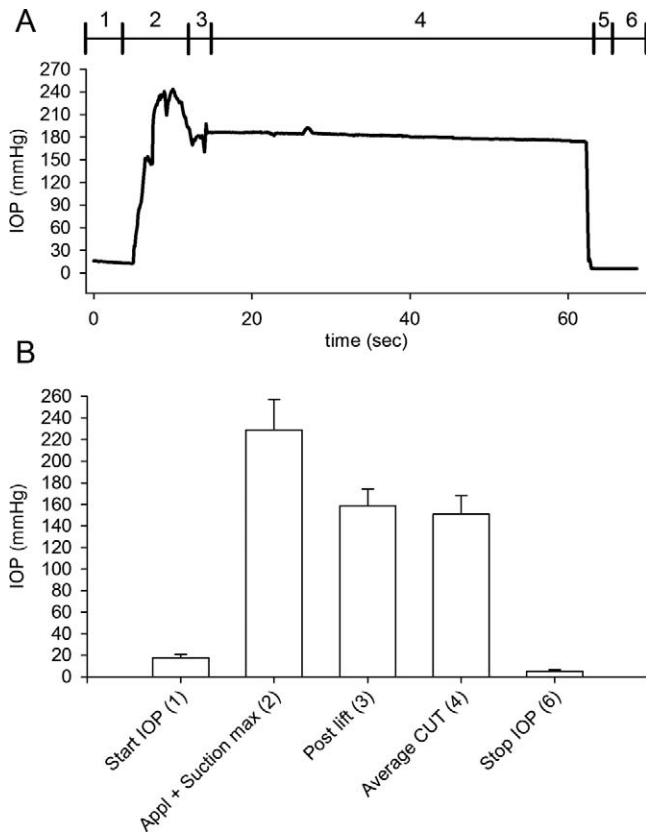 A
1 2 3 4 5 6
270
240
210
180
150
120
90
60
30
0
IOP (mmHg)
0 20 40 60
time (sec)
B
260
240
220
200
180
160
140
120
100
80
60
40
20
0
IOP (mmHg)
Start IOP (1)
Appl + Suction max (2)
Post lift (3)
Average CUT (4)
Stop IOP (6)